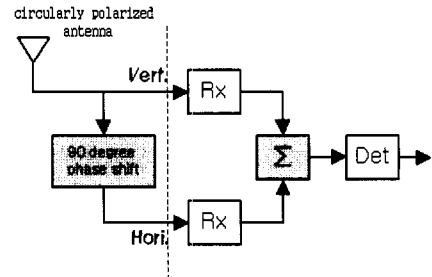 circularly polarized
antenna
Vert.
Rx
90 degree
phase shift
Σ
Det
Rx
Hori.